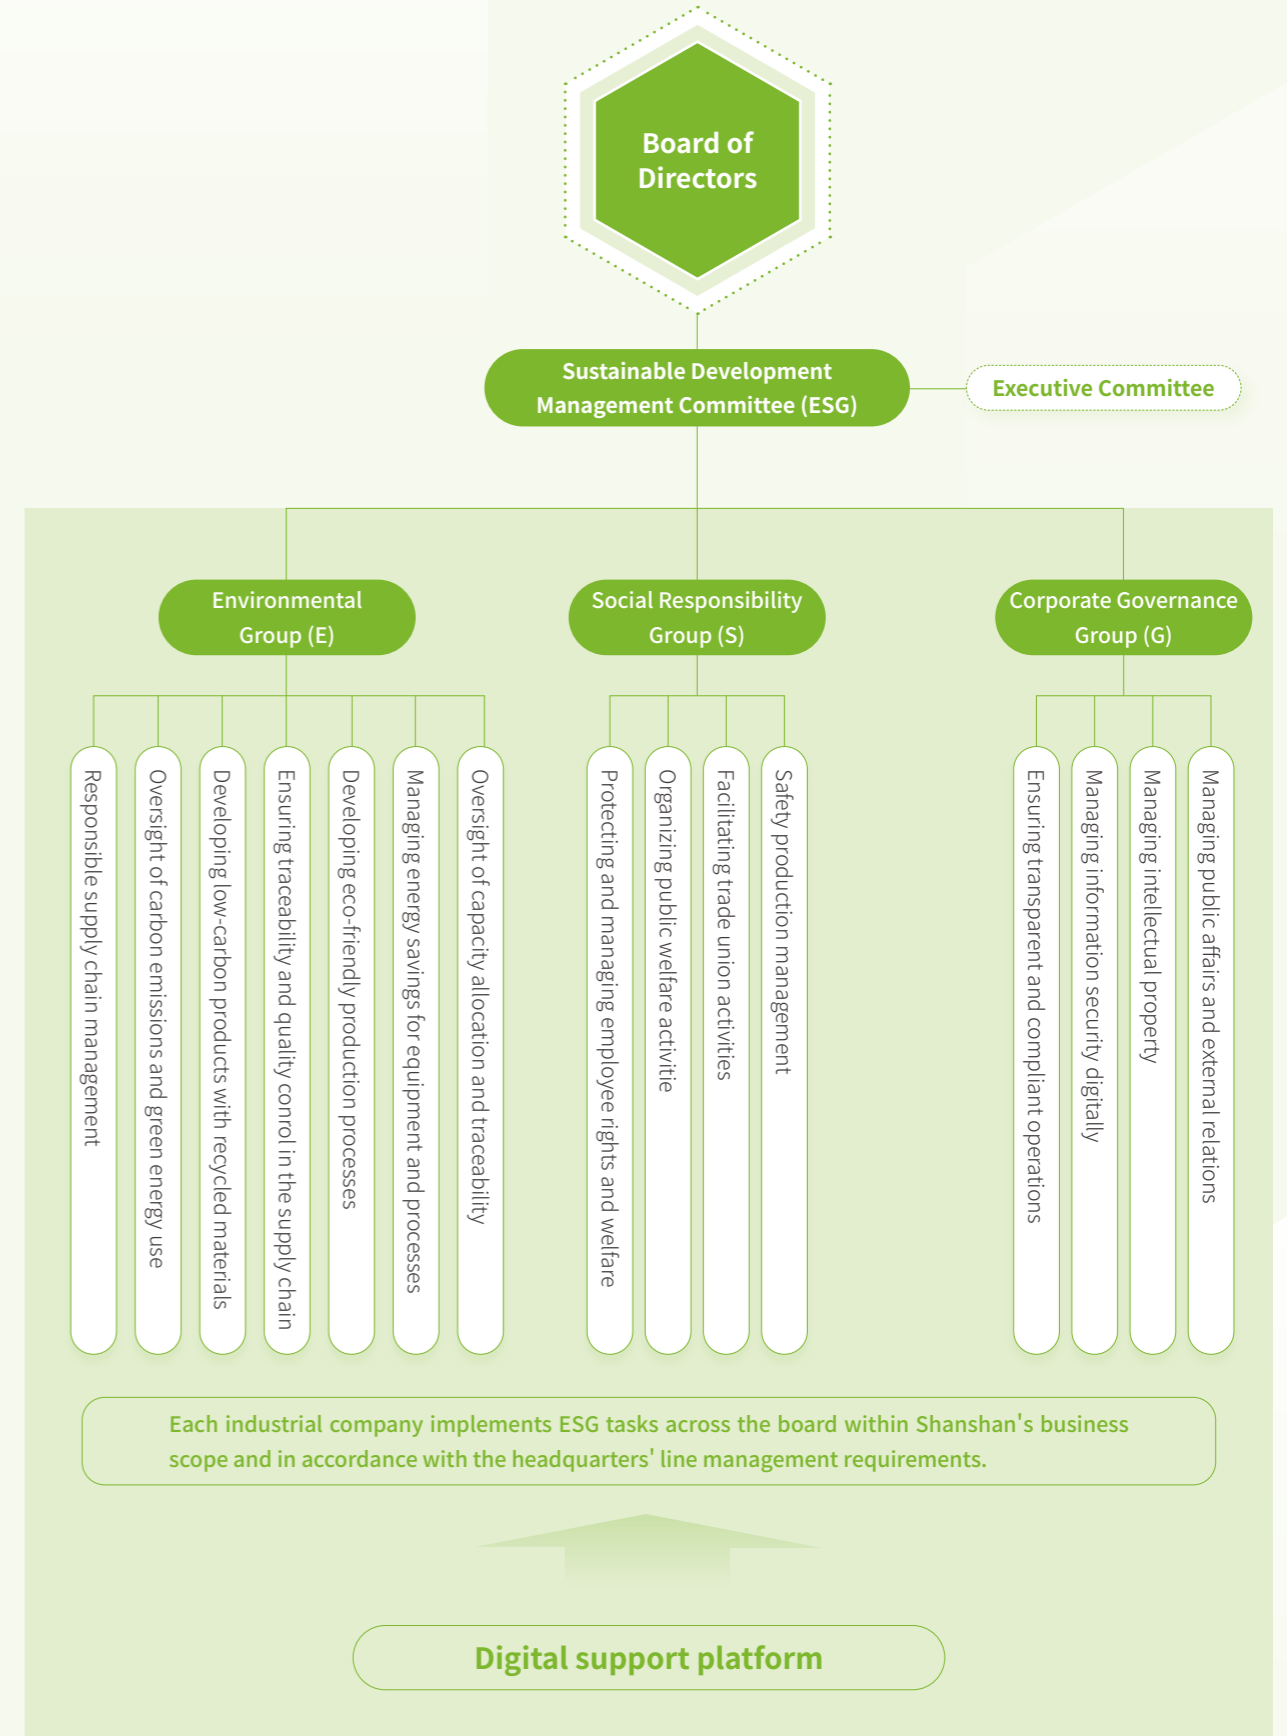 Board of
Directors
Sustainable Development
Management Committee (ESG)
Executive Committee
Environmental
Group (E)
Social Responsibility
Group (S)
Corporate Governance
Group (G)
Responsible supply chain management
Oversight of carbon emissions and green energy use
Developing low-carbon products with recycled materials
Ensuring traceability and quality conrol in the supply chain
Developing eco-friendly production processes
Managing energy savings for equipment and processes
Oversight of capacity allocation and traceability
Protecting and managing employee rights and welfare
Organizing public welfare activitie
Facilitating trade union activities
Safety production management
Ensuring transparent and compliant operations
Managing information security digitally
Managing intellectual property
Managing public affairs and external relations
Each industrial company implements ESG tasks across the board within Shanshan's business
scope and in accordance with the headquarters' line management requirements.
Digital support platform